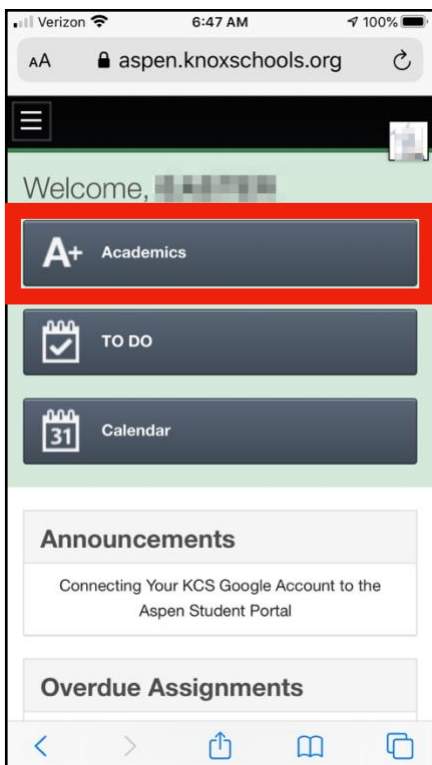 Verizon 6:47 AM 100%
AA aspen.knoxschools.org
Welcome,
A+ Academics
TO DO
31 Calendar
Announcements
Connecting Your KCS Google Account to the
Aspen Student Portal
Overdue Assignments